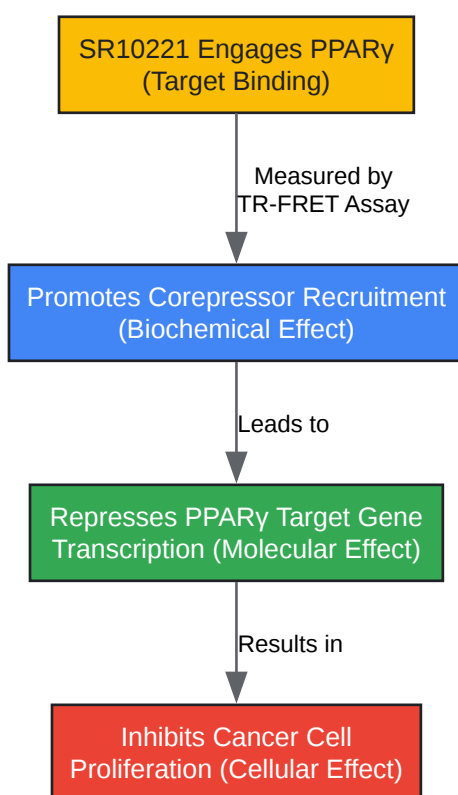 SR10221 Engages PPARγ
(Target Binding)
Measured by
TR-FRET Assay
Promotes Corepressor Recruitment
(Biochemical Effect)
Leads to
Represses PPARγ Target Gene
Transcription (Molecular Effect)
Results in
Inhibits Cancer Cell
Proliferation (Cellular Effect)